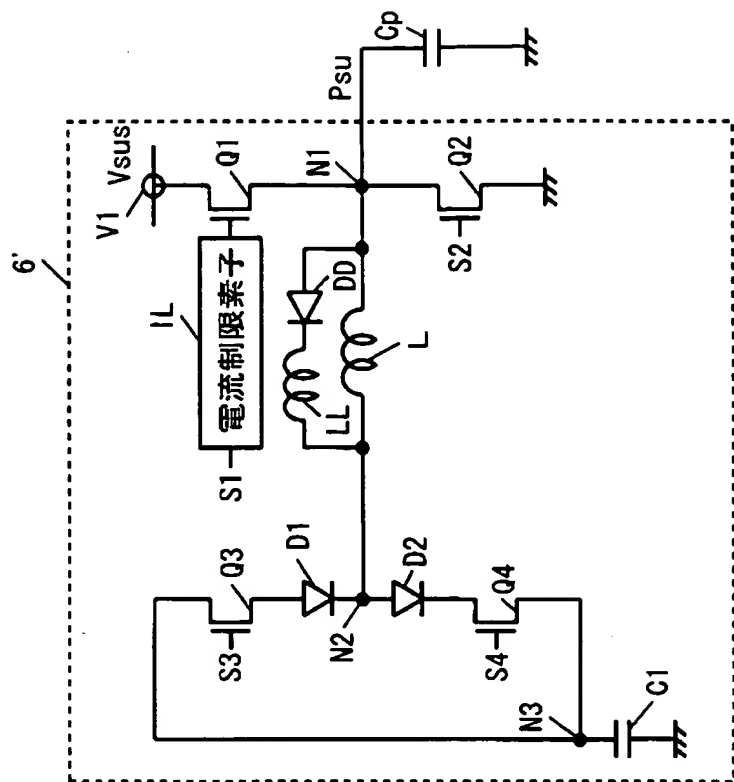 6'
V1
Vsus
S1
IL
電流制限素子
Q1
N1
Psu
Cp
DD
LL
L
S2
Q2
S3
Q3
D1
N2
D2
S4
Q4
N3
C1